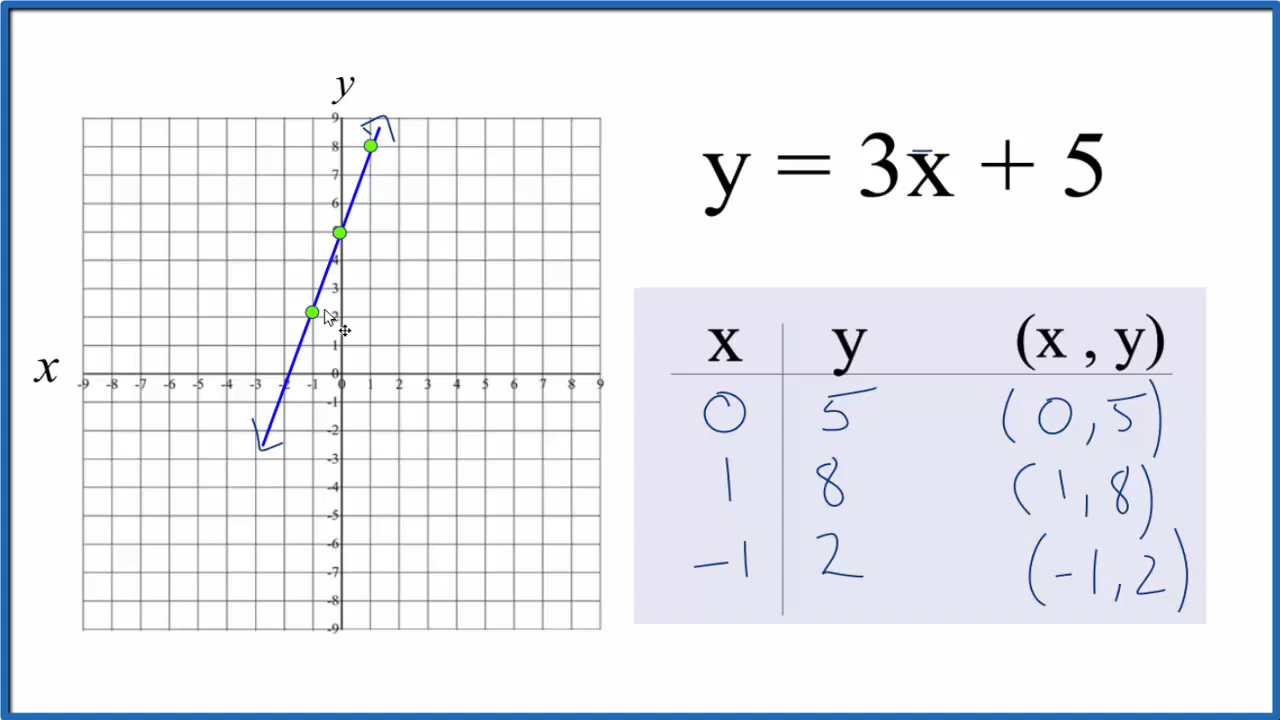 y
9
8
7
6
4
3
2
1
x
-9 -8 -7 -6 -5 -4 -3 -2 -1 0 1 2 3 4 5 6 7 8 9
0
-1
-2
-3
-4
-5
-6
-7
-8
-9
y = 3x + 5
x y (x , y)
0 5 (0,5)
1 8 (1,8)
-1 2 (-1,2)